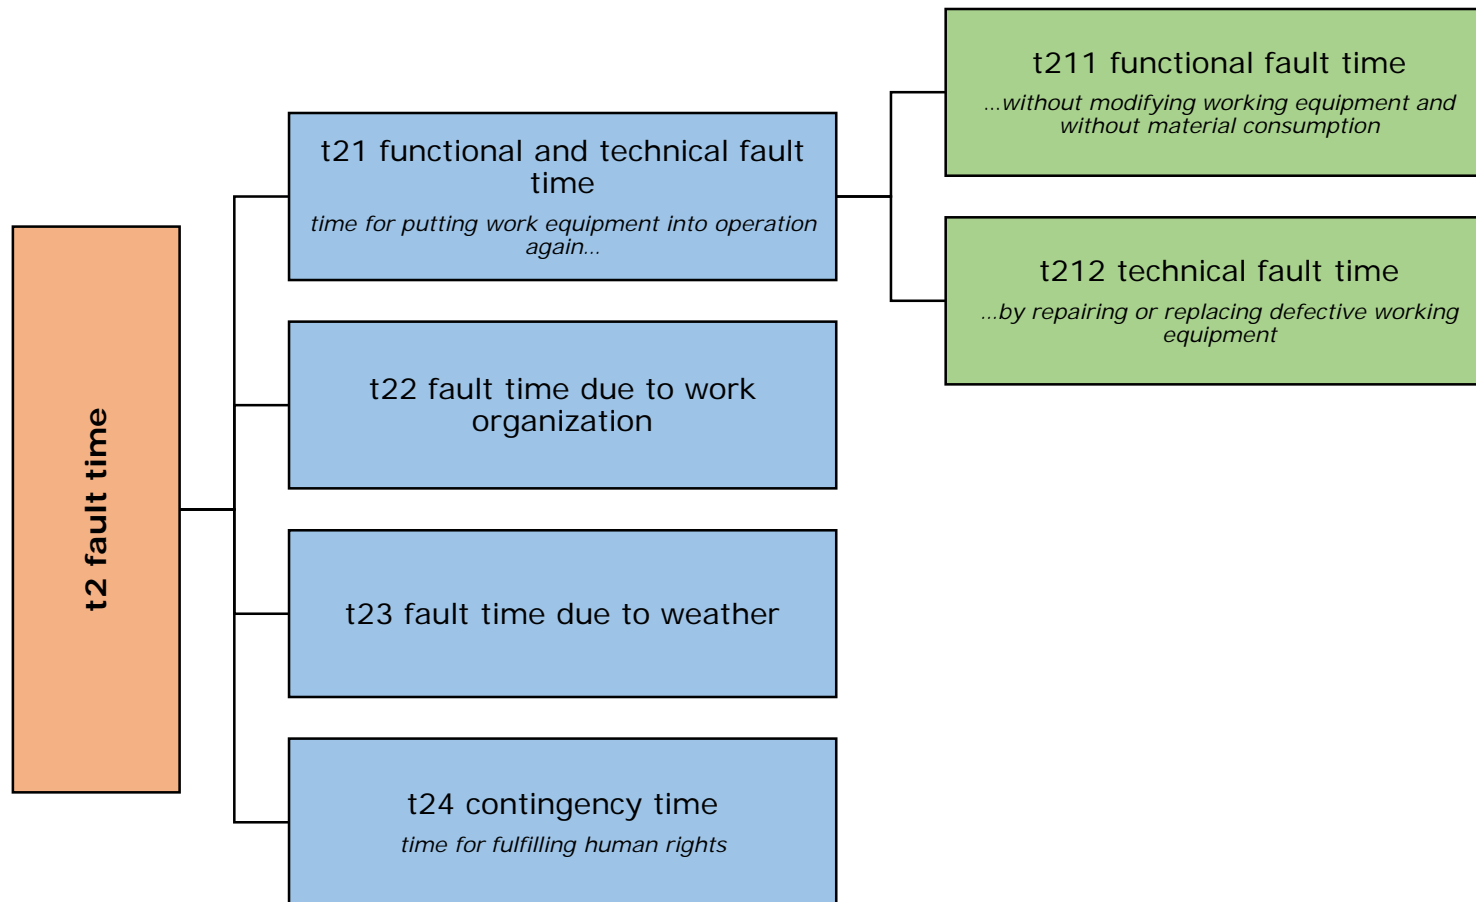 t2 fault time
t21 functional and technical fault
time
time for putting work equipment into operation
again...
t22 fault time due to work
organization
t23 fault time due to weather
t24 contingency time
time for fulfilling human rights
t211 functional fault time
...without modifying working equipment and
without material consumption
t212 technical fault time
...by repairing or replacing defective working
equipment